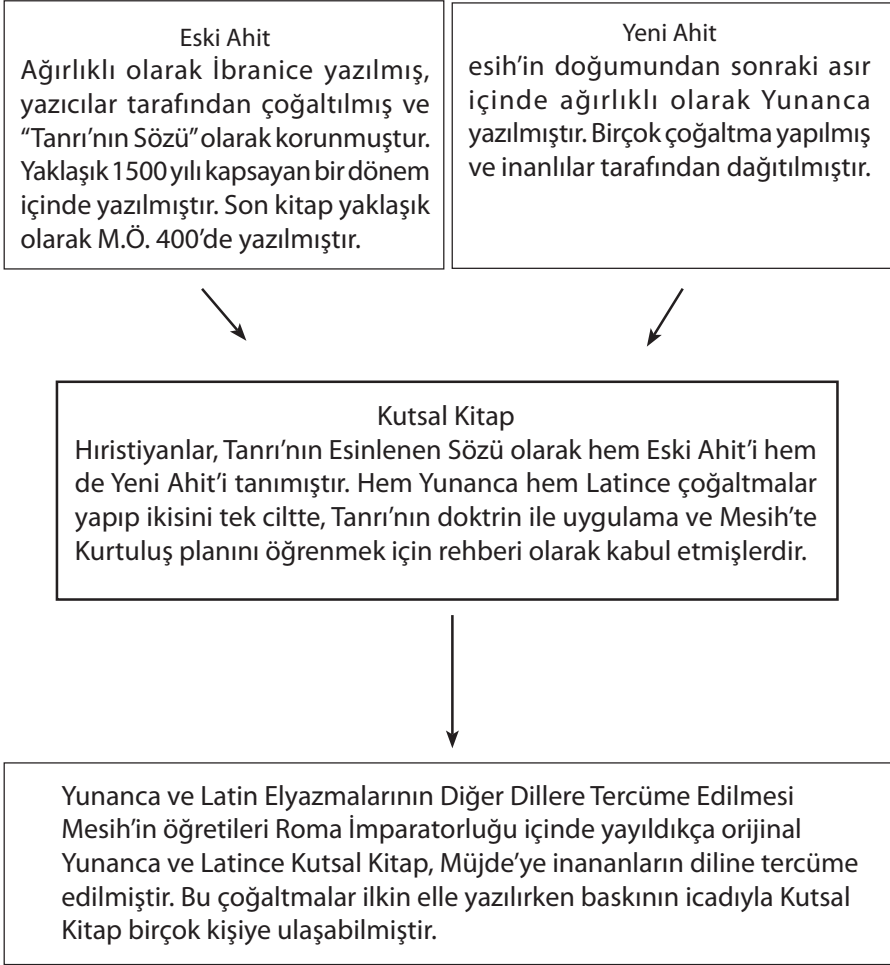 Eski Ahit
Ağırlıklı olarak İbranice yazılmış,
yazıcılar tarafından çoğaltılmış ve
“Tanrı’nın Sözü” olarak korunmuştur.
Yaklaşık 1500 yılı kapsayan bir dönem
içinde yazılmıştır. Son kitap yaklaşık
olarak M.Ö. 400’de yazılmıştır.
Yeni Ahit
esih’in doğumundan sonraki asır
içinde ağırlıklı olarak Yunanca
yazılmıştır. Birçok çoğaltma yapılmış
ve inanlılar tarafından dağıtılmıştır.
Kutsal Kitap
Hıristiyanlar, Tanrı’nın Esinlenen Sözü olarak hem Eski Ahit’i hem
de Yeni Ahit’i tanımıştır. Hem Yunanca hem Latince çoğaltmalar
yapıp ikisini tek ciltte, Tanrı’nın doktrin ile uygulama ve Mesih’te
Kurtuluş planını öğrenmek için rehberi olarak kabul etmişlerdir.
Yunanca ve Latin Elyazmalarının Diğer Dillere Tercüme Edilmesi
Mesih’in öğretileri Roma İmparatorluğu içinde yayıldıkça orijinal
Yunanca ve Latince Kutsal Kitap, Müjde’ye inananların diline tercüme
edilmiştir. Bu çoğaltmalar ilkin elle yazılırken baskının icadıyla Kutsal
Kitap birçok kişiye ulaşabilmiştir.